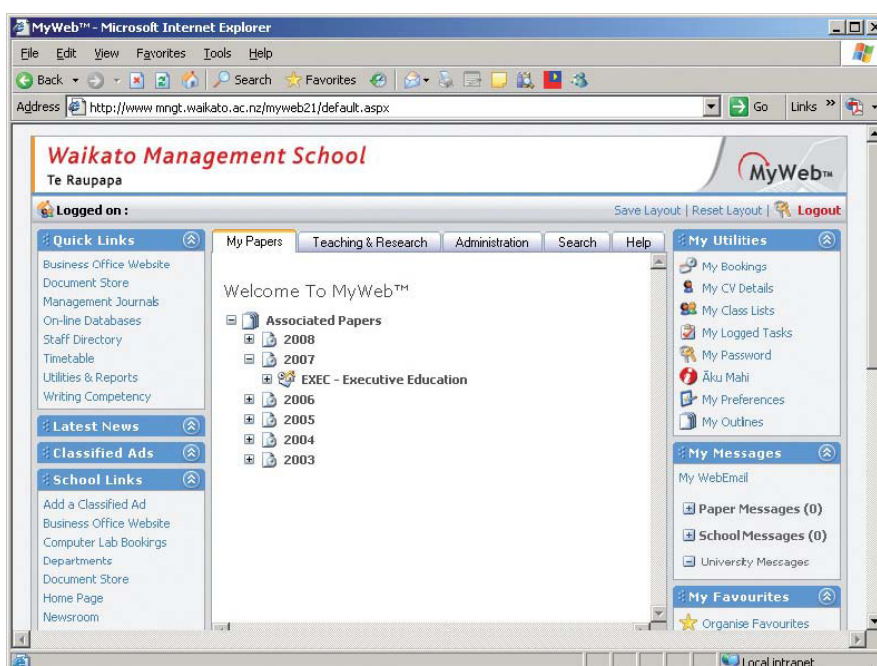 MyWeb™ - Microsoft Internet Explorer
File Edit View Favorites Tools Help
Back Search Favorites
Address http://www mngt.waikato.ac.nz/myweb21/default.aspx Go Links »
Waikato Management School
Te Raupapa
MyWeb™
Logged on :
Save Layout | Reset Layout | Logout
Quick Links
Business Office Website
Document Store
Management Journals
On-line Databases
Staff Directory
Timetable
Utilities & Reports
Writing Competency
Latest News
Classified Ads
School Links
Add a Classified Ad
Business Office Website
Computer Lab Bookings
Departments
Document Store
Home Page
Newsroom
My Papers Teaching & Research Administration Search Help
Welcome To MyWeb™
Associated Papers
2008
2007
EXEC - Executive Education
2006
2005
2004
2003
My Utilities
My Bookings
My CV Details
My Class Lists
My Logged Tasks
My Password
Āku Mahi
My Preferences
My Outlines
My Messages
My WebEmail
Paper Messages (0)
School Messages (0)
University Messages
My Favourites
Organise Favourites
Local intranet